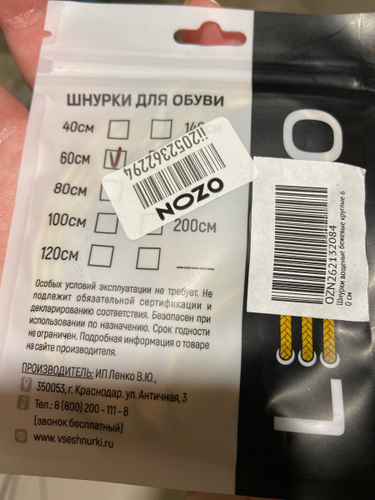 ШНУРКИ ДЛЯ ОБУВИ
40СМ
60СМ
80СМ
100СМ
200СМ
120СМ
ii20522362294
OZON
OZN262132084
Шнурки вощеные бежевые круглые 6
0 см
Особых условий эксплуатации не требует. Не
подлежит обязательной сертификации и
декларированию соответствия. Безопасен при
использовании по назначению. Срок годности
не ограничен. Подробная информация о товаре
на сайте производителя.
ПРОИЗВОДИТЕЛЬ: ИП Ленко В.Ю.,
350053, г. Краснодар, ул. Античная, 3
Тел.: 8 (800) 200 - 111 - 8
(звонок бесплатный)
www.vseshnurki.ru
L
O